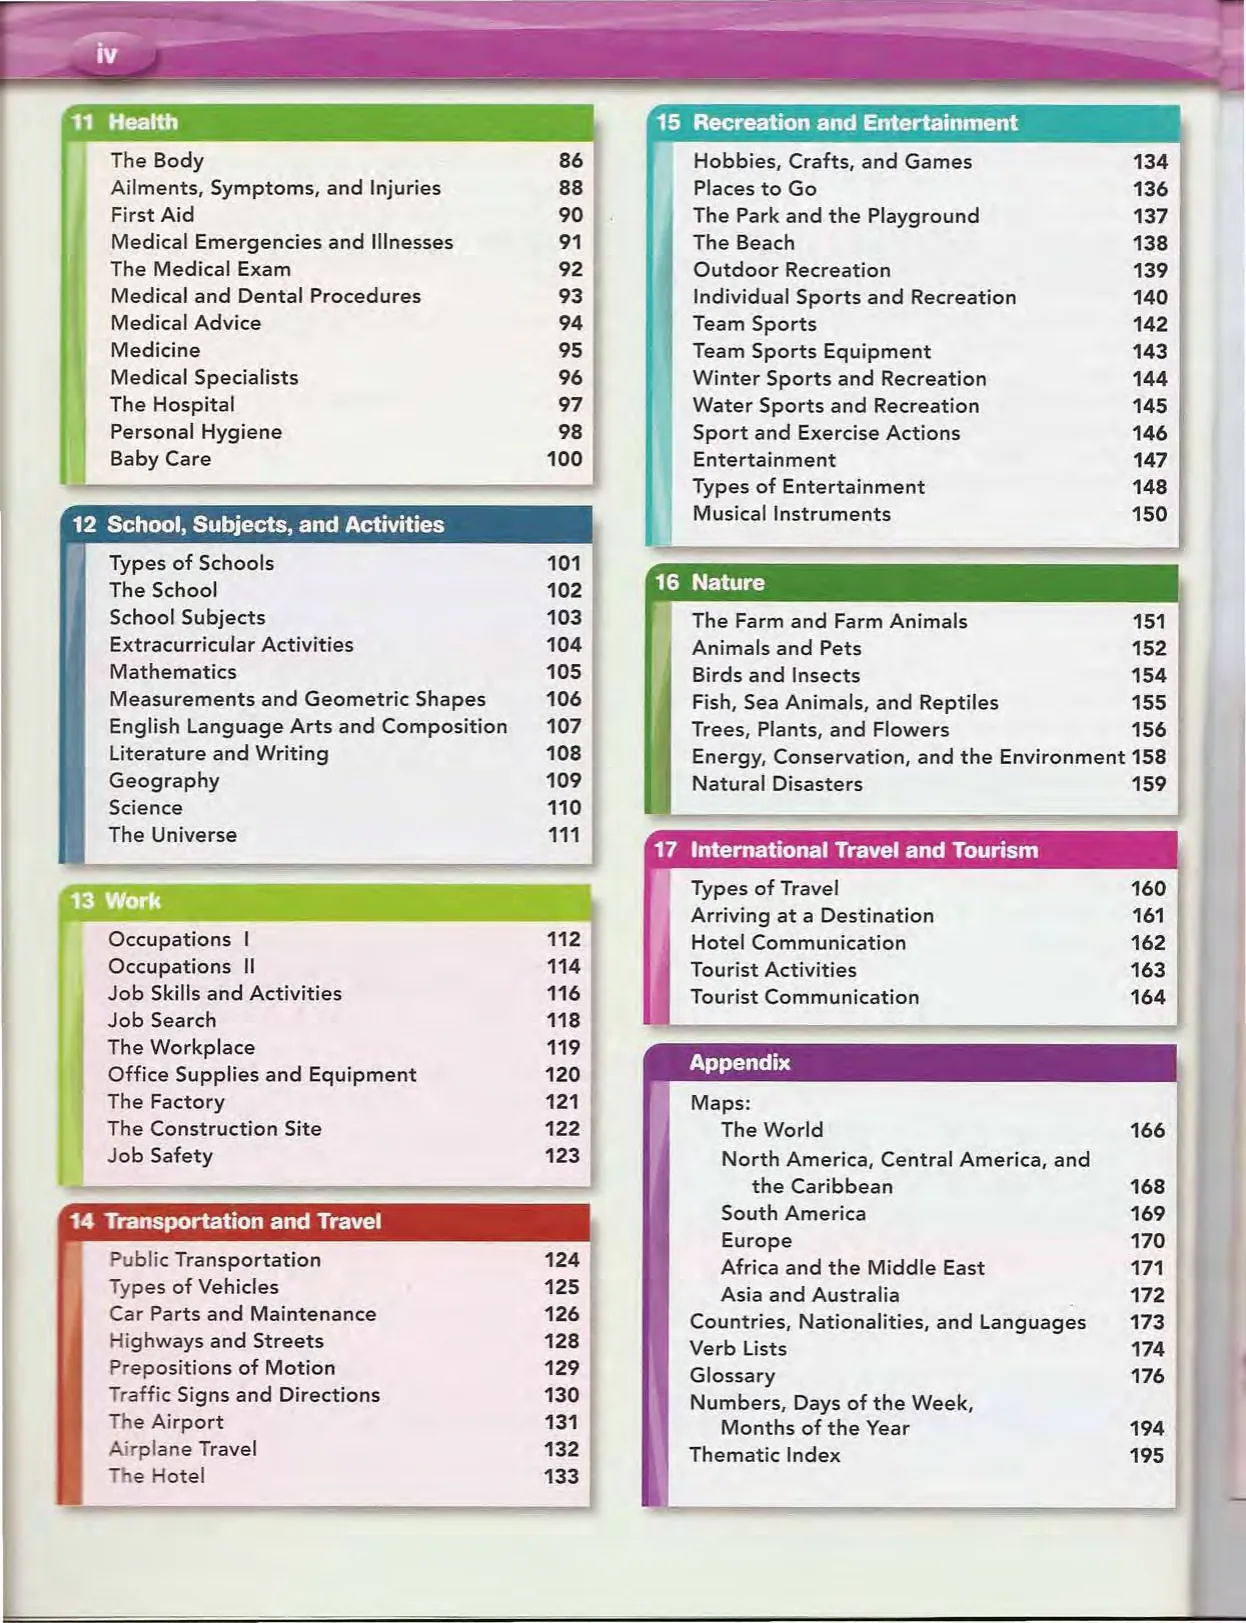 iv
11 Health
The Body 86
Ailments, Symptoms, and Injuries 88
First Aid 90
Medical Emergencies and Illnesses 91
The Medical Exam 92
Medical and Dental Procedures 93
Medical Advice 94
Medicine 95
Medical Specialists 96
The Hospital 97
Personal Hygiene 98
Baby Care 100
12 School, Subjects, and Activities
Types of Schools 101
The School 102
School Subjects 103
Extracurricular Activities 104
Mathematics 105
Measurements and Geometric Shapes 106
English Language Arts and Composition 107
Literature and Writing 108
Geography 109
Science 110
The Universe 111
13 Work
Occupations I 112
Occupations II 114
Job Skills and Activities 116
Job Search 118
The Workplace 119
Office Supplies and Equipment 120
The Factory 121
The Construction Site 122
Job Safety 123
14 Transportation and Travel
Public Transportation 124
Types of Vehicles 125
Car Parts and Maintenance 126
Highways and Streets 128
Prepositions of Motion 129
Traffic Signs and Directions 130
The Airport 131
Airplane Travel 132
The Hotel 133
15 Recreation and Entertainment
Hobbies, Crafts, and Games 134
Places to Go 136
The Park and the Playground 137
The Beach 138
Outdoor Recreation 139
Individual Sports and Recreation 140
Team Sports 142
Team Sports Equipment 143
Winter Sports and Recreation 144
Water Sports and Recreation 145
Sport and Exercise Actions 146
Entertainment 147
Types of Entertainment 148
Musical Instruments 150
16 Nature
The Farm and Farm Animals 151
Animals and Pets 152
Birds and Insects 154
Fish, Sea Animals, and Reptiles 155
Trees, Plants, and Flowers 156
Energy, Conservation, and the Environment 158
Natural Disasters 159
17 International Travel and Tourism
Types of Travel 160
Arriving at a Destination 161
Hotel Communication 162
Tourist Activities 163
Tourist Communication 164
Appendix
Maps:
The World 166
North America, Central America, and
the Caribbean 168
South America 169
Europe 170
Africa and the Middle East 171
Asia and Australia 172
Countries, Nationalities, and Languages 173
Verb Lists 174
Glossary 176
Numbers, Days of the Week,
Months of the Year 194
Thematic Index 195